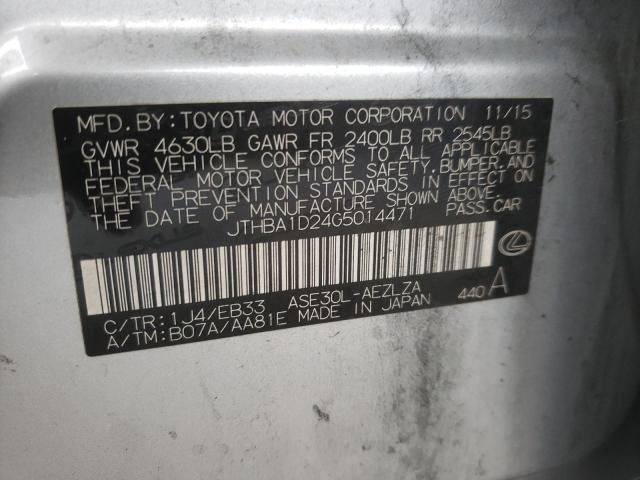 MFD. BY: TOYOTA MOTOR CORPORATION 11/15
GVWR 4630LB GAWR FR 2400LB RR 2545LB
THIS VEHICLE CONFORMS TO ALL APPLICABLE
FEDERAL MOTOR VEHICLE SAFETY, BUMPER, AND
THEFT PREVENTION STANDARDS IN EFFECT ON
THE DATE OF MANUFACTURE SHOWN ABOVE.
JTHBA1D24G5014471 PASS. CAR
C/TR: 1J4/EB33 ASE30L-AEZLZA 440 A
A/TM: B07A/AA81E MADE IN JAPAN